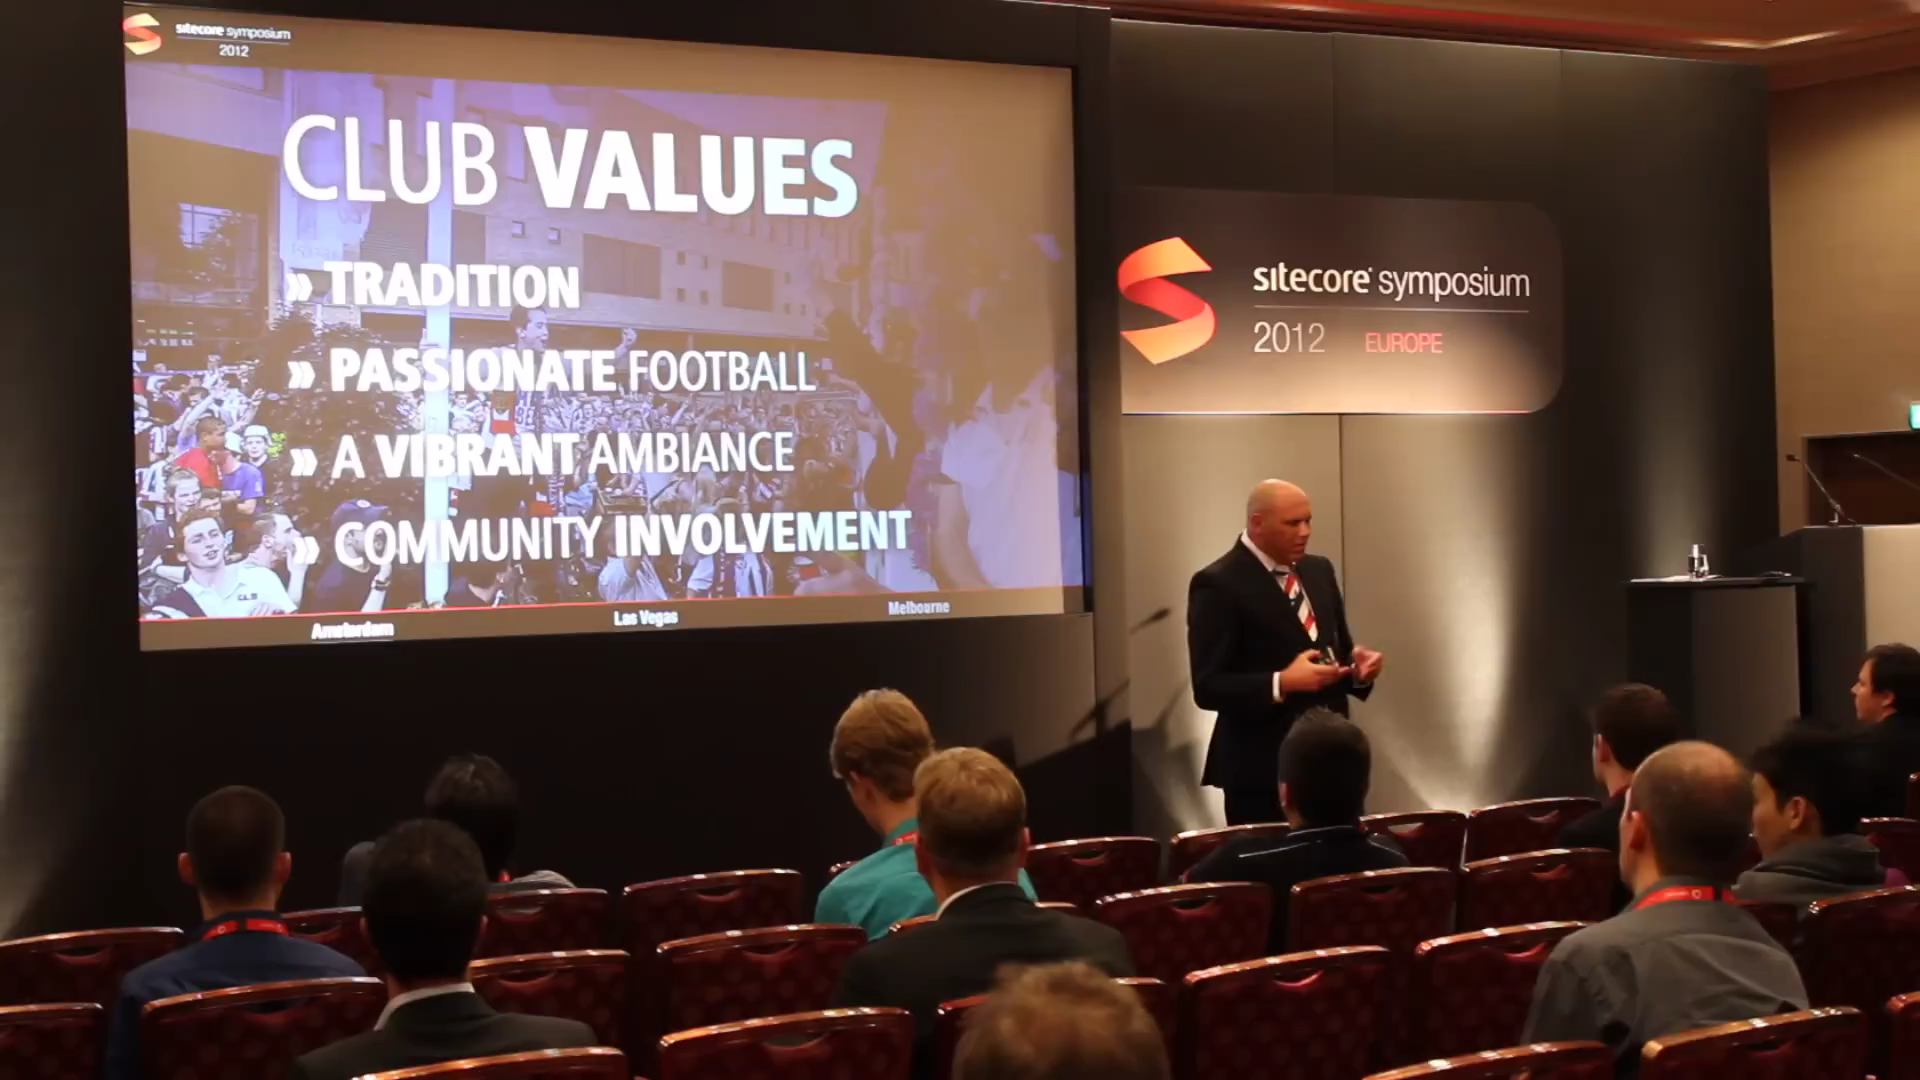 sitecore symposium
2012
CLUB VALUES
» TRADITION
» PASSIONATE FOOTBALL
» A VIBRANT AMBIANCE
» COMMUNITY INVOLVEMENT
Amsterdam
Las Vegas
Melbourne
sitecore® symposium
2012 EUROPE